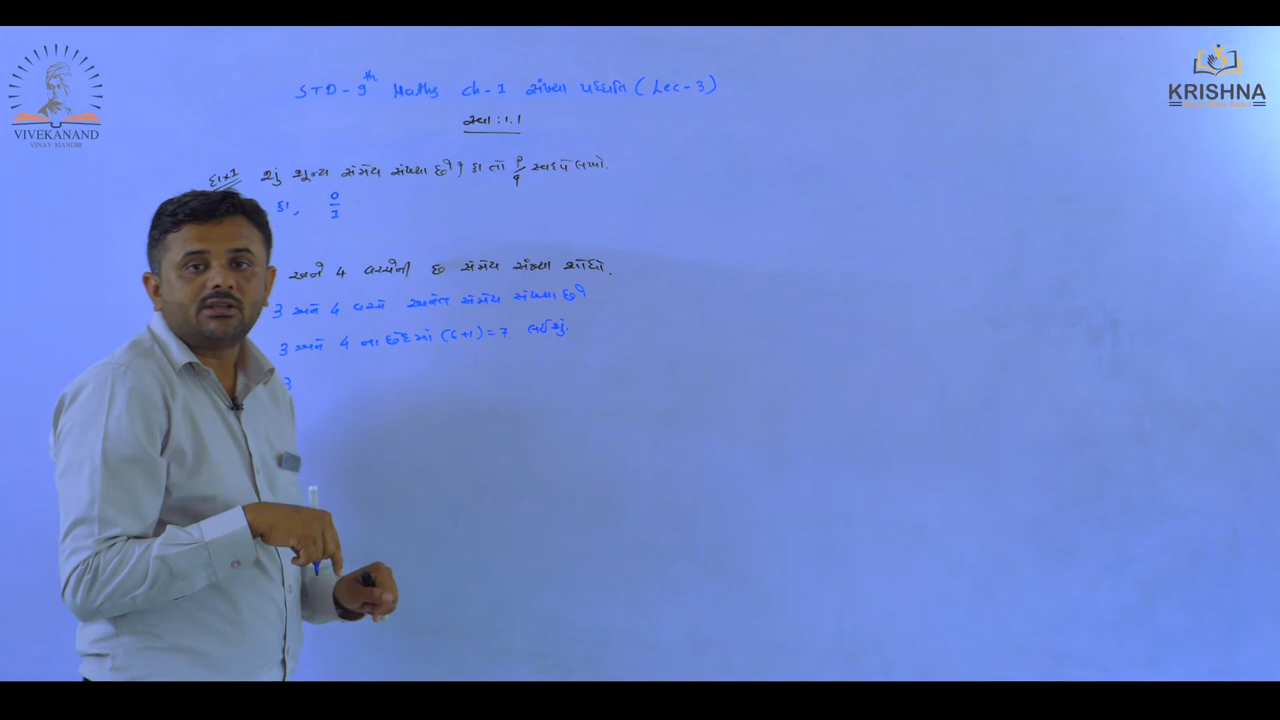 VIVEKANAND
VINAY MANDIR
KRISHNA
STD - 9th Maths Ch-1 સંખ્યા પદ્ધતિ (Lec-3)
સ્વા : 1.1
દા×1 શું શૂન્ય સંમેય સંખ્યા છે? હા તો p/q સ્વરૂપે લખો.
હા, 0/1
અને 4 વચ્ચેની છ સંમેય સંખ્યા શોધો.
3 અને 4 વચ્ચે અનંત સંમેય સંખ્યા છે
3 અને 4 ના છેદમાં (6+1) = 7 લઈશું.
3